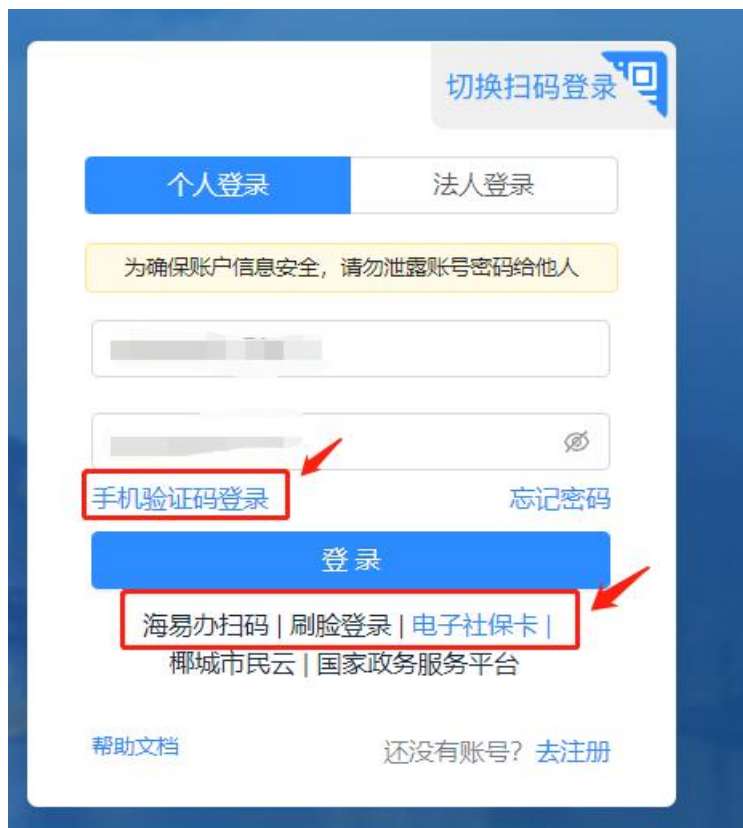 切换扫码登录
个人登录 法人登录
为确保账户信息安全，请勿泄露账号密码给他人
手机验证码登录 忘记密码
登录
海易办扫码 | 刷脸登录 | 电子社保卡 |
椰城市民云 | 国家政务服务平台
帮助文档 还没有账号？去注册